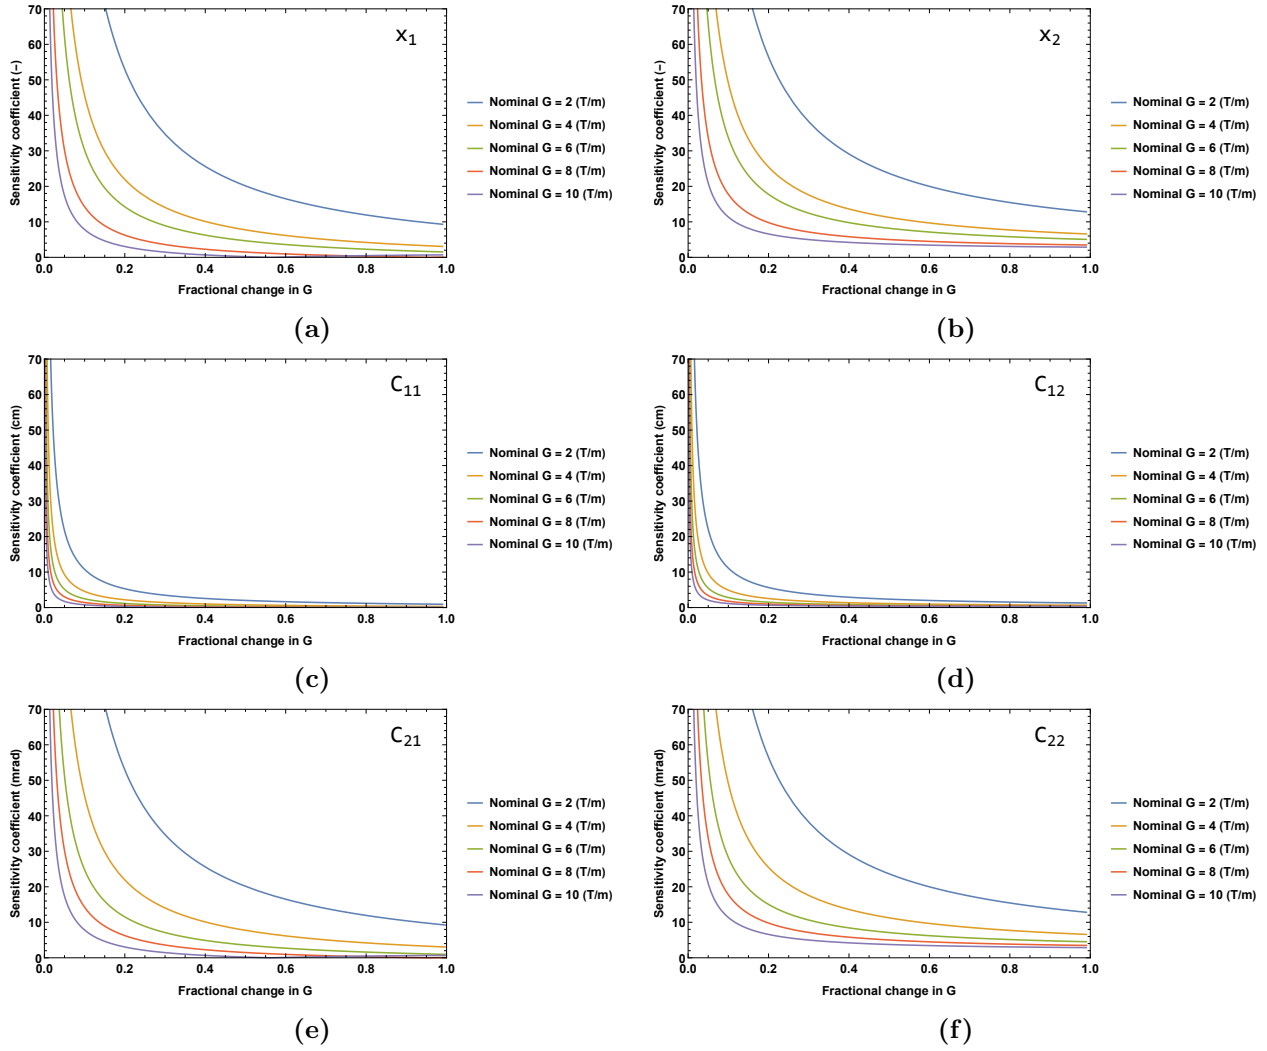 x1
Sensitivity coefficient (−)
70
60
50
40
30
20
10
0
0.0 0.2 0.4 0.6 0.8 1.0
Fractional change in G
Nominal G = 2 (T/m)
Nominal G = 4 (T/m)
Nominal G = 6 (T/m)
Nominal G = 8 (T/m)
Nominal G = 10 (T/m)
(a)
x2
Sensitivity coefficient (−)
70
60
50
40
30
20
10
0
0.0 0.2 0.4 0.6 0.8 1.0
Fractional change in G
Nominal G = 2 (T/m)
Nominal G = 4 (T/m)
Nominal G = 6 (T/m)
Nominal G = 8 (T/m)
Nominal G = 10 (T/m)
(b)
C11
Sensitivity coefficient (cm)
70
60
50
40
30
20
10
0
0.0 0.2 0.4 0.6 0.8 1.0
Fractional change in G
Nominal G = 2 (T/m)
Nominal G = 4 (T/m)
Nominal G = 6 (T/m)
Nominal G = 8 (T/m)
Nominal G = 10 (T/m)
(c)
C12
Sensitivity coefficient (cm)
70
60
50
40
30
20
10
0
0.0 0.2 0.4 0.6 0.8 1.0
Fractional change in G
Nominal G = 2 (T/m)
Nominal G = 4 (T/m)
Nominal G = 6 (T/m)
Nominal G = 8 (T/m)
Nominal G = 10 (T/m)
(d)
C21
Sensitivity coefficient (mrad)
70
60
50
40
30
20
10
0
0.0 0.2 0.4 0.6 0.8 1.0
Fractional change in G
Nominal G = 2 (T/m)
Nominal G = 4 (T/m)
Nominal G = 6 (T/m)
Nominal G = 8 (T/m)
Nominal G = 10 (T/m)
(e)
C22
Sensitivity coefficient (mrad)
70
60
50
40
30
20
10
0
0.0 0.2 0.4 0.6 0.8 1.0
Fractional change in G
Nominal G = 2 (T/m)
Nominal G = 4 (T/m)
Nominal G = 6 (T/m)
Nominal G = 8 (T/m)
Nominal G = 10 (T/m)
(f)